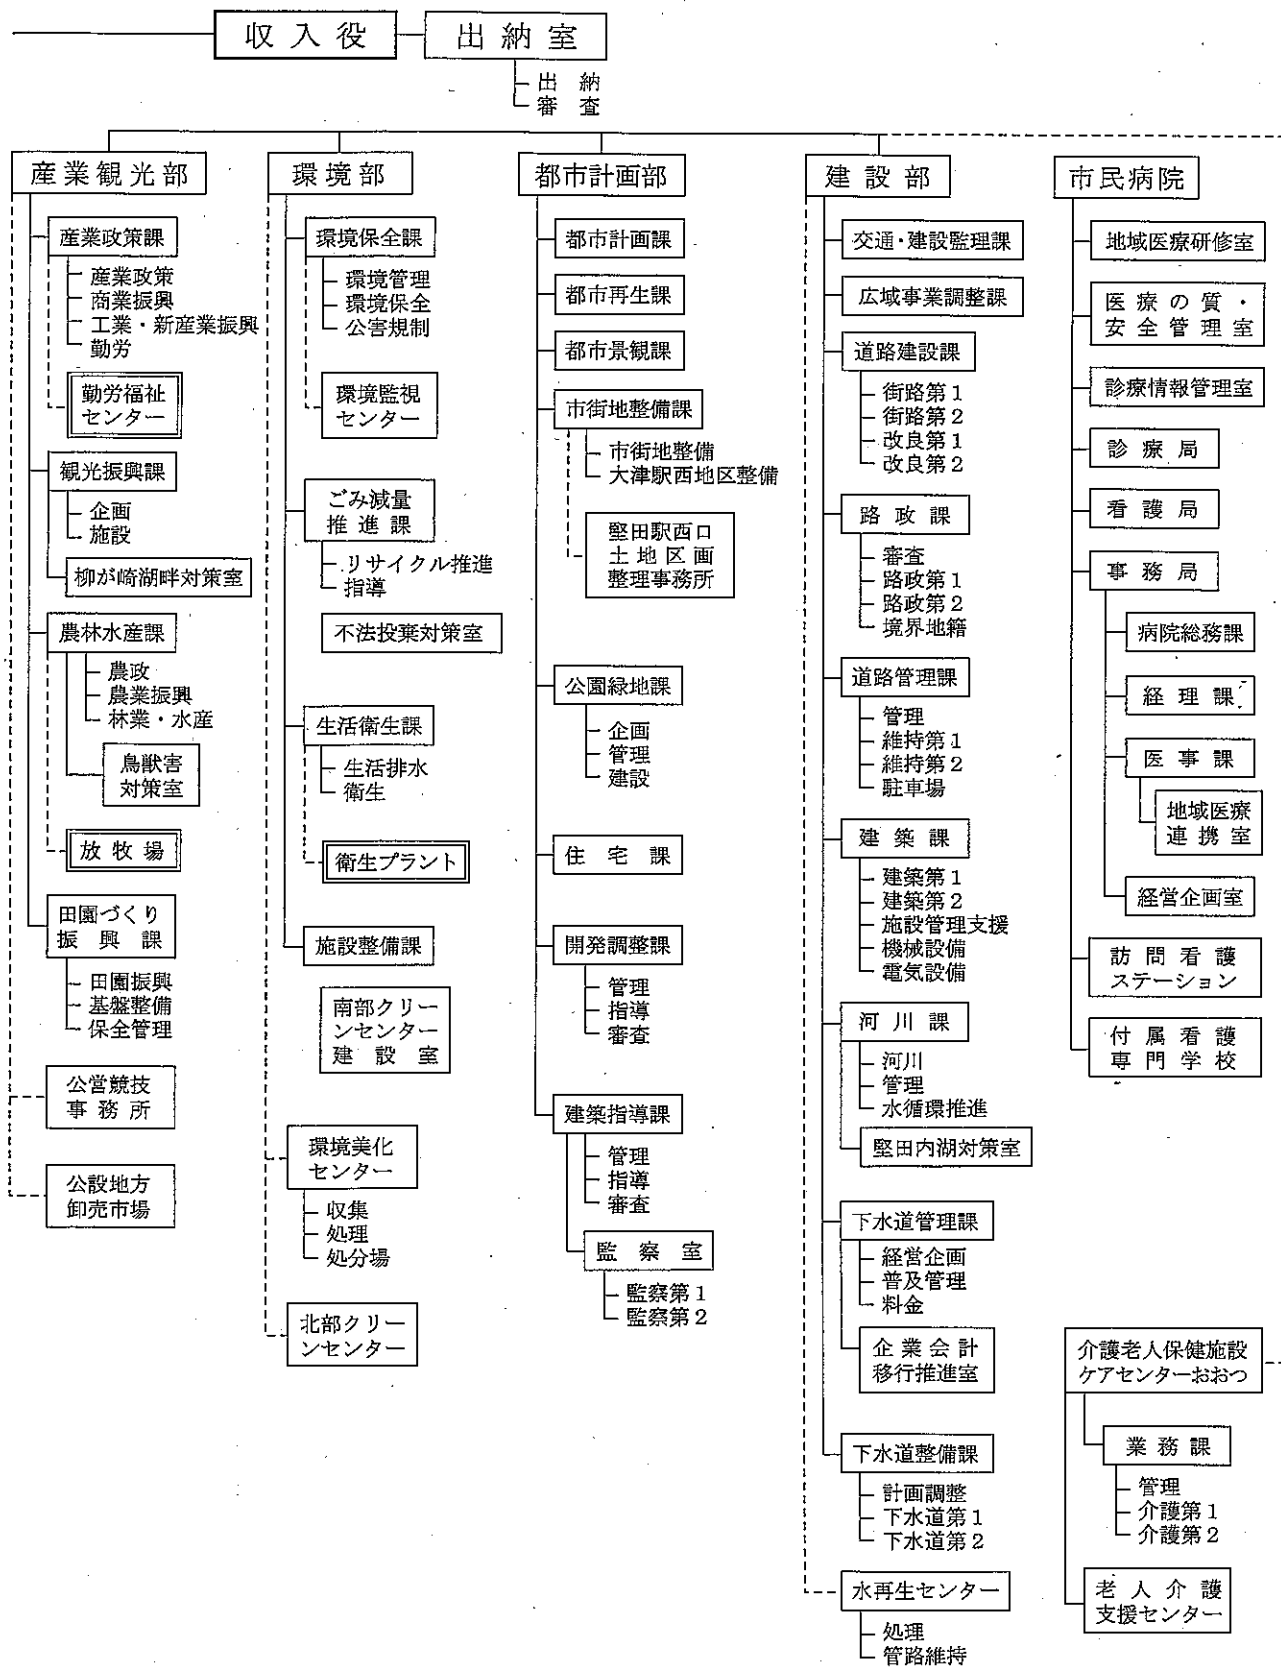 収入役
出納室
出納
審査
産業観光部
産業政策課
産業政策
商業振興
工業・新産業振興
勤労
勤労福祉
センター
観光振興課
企画
施設
柳が崎湖畔対策室
農林水産課
農政
農業振興
林業・水産
鳥獣害
対策室
放牧場
田園づくり
振興課
田園振興
基盤整備
保全管理
公営競技
事務所
公設地方
卸売市場
環境部
環境保全課
環境管理
環境保全
公害規制
環境監視
センター
ごみ減量
推進課
リサイクル推進
指導
不法投棄対策室
生活衛生課
生活排水
衛生
衛生プラント
施設整備課
南部クリー
ンセンター
建設室
環境美化
センター
収集
処理
処分場
北部クリー
ンセンター
都市計画部
都市計画課
都市再生課
都市景観課
市街地整備課
市街地整備
大津駅西地区整備
堅田駅西口
土地区画
整理事務所
公園緑地課
企画
管理
建設
住宅課
開発調整課
管理
指導
審査
建築指導課
管理
指導
審査
監察室
監察第1
監察第2
建設部
交通・建設監理課
広域事業調整課
道路建設課
街路第1
街路第2
改良第1
改良第2
路政課
審査
路政第1
路政第2
境界地籍
道路管理課
管理
維持第1
維持第2
駐車場
建築課
建築第1
建築第2
施設管理支援
機械設備
電気設備
河川課
河川
管理
水循環推進
堅田内湖対策室
下水道管理課
経営企画
普及管理
料金
企業会計
移行推進室
下水道整備課
計画調整
下水道第1
下水道第2
水再生センター
処理
管路維持
市民病院
地域医療研修室
医療の質・
安全管理室
診療情報管理室
診療局
看護局
事務局
病院総務課
経理課
医事課
地域医療
連携室
経営企画室
訪問看護
ステーション
付属看護
専門学校
介護老人保健施設
ケアセンターおおつ
業務課
管理
介護第1
介護第2
老人介護
支援センター